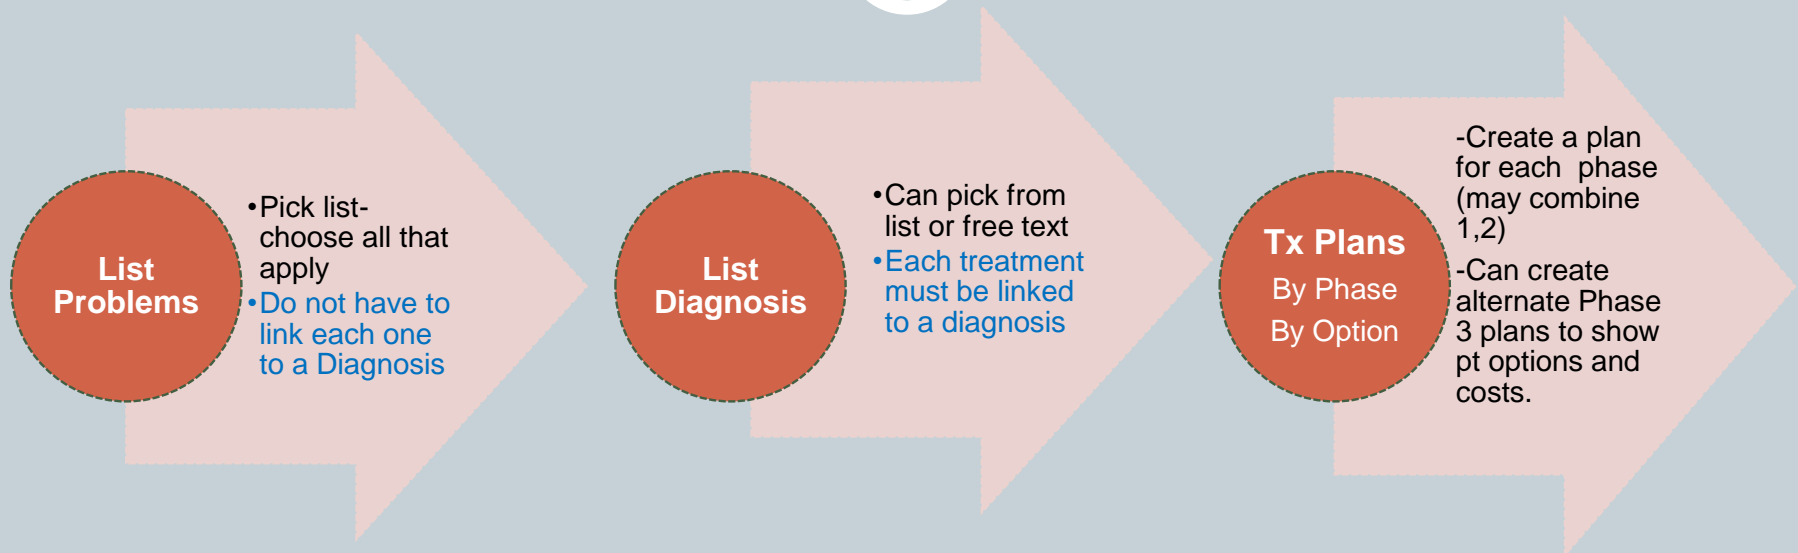 List
Problems
•Pick list-
choose all that
apply
•Do not have to
link each one
to a Diagnosis
List
Diagnosis
•Can pick from
list or free text
•Each treatment
must be linked
to a diagnosis
Tx Plans
By Phase
By Option
-Create a plan
for each  phase
(may combine
1,2)
-Can create
alternate Phase
3 plans to show
pt options and
costs.